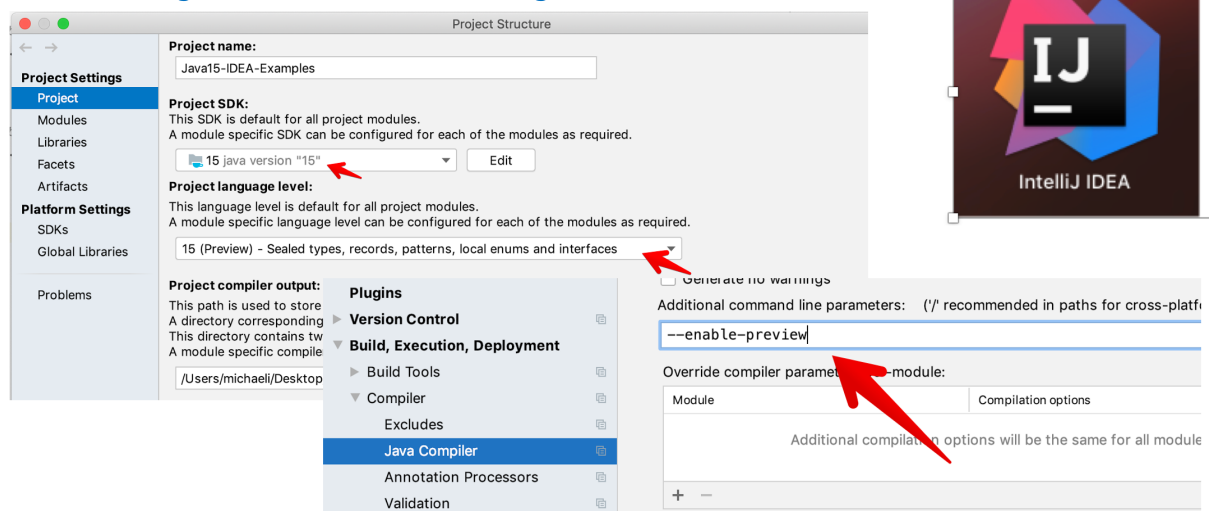 Project Structure
Project name:
Java15-IDEA-Examples
Project Settings
Project
Modules
Libraries
Facets
Artifacts
Platform Settings
SDKs
Global Libraries
Problems
Project SDK:
This SDK is default for all project modules.
A module specific SDK can be configured for each of the modules as required.
15 java version "15"
Edit
Project language level:
This language level is default for all project modules.
A module specific language level can be configured for each of the modules as required.
15 (Preview) – Sealed types, records, patterns, local enums and interfaces
Project compiler output:
This path is used to store
A directory corresponding
This directory contains tw
A module specific compile
/Users/michaeli/Desktop
IJ
IntelliJ IDEA
Plugins
Version Control
Build, Execution, Deployment
Build Tools
Compiler
Excludes
Java Compiler
Annotation Processors
Validation
Generate no warnings
Additional command line parameters: ('/' recommended in paths for cross-platf
--enable-preview
Override compiler parameter -module:
Module Compilation options
Additional compilation options will be the same for all module